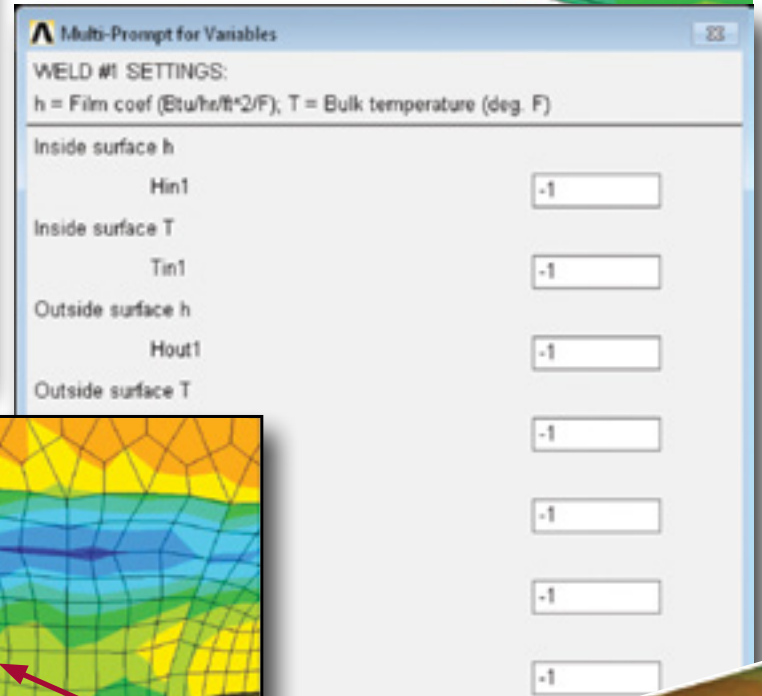 Multi-Prompt for Variables
WELD #1 SETTINGS:
h = Film coef (Btu/hr/ft^2/F); T = Bulk temperature (deg. F)
Inside surface h
Hin1
-1
Inside surface T
Tin1
-1
Outside surface h
Hout1
-1
Outside surface T
-1
-1
-1
-1